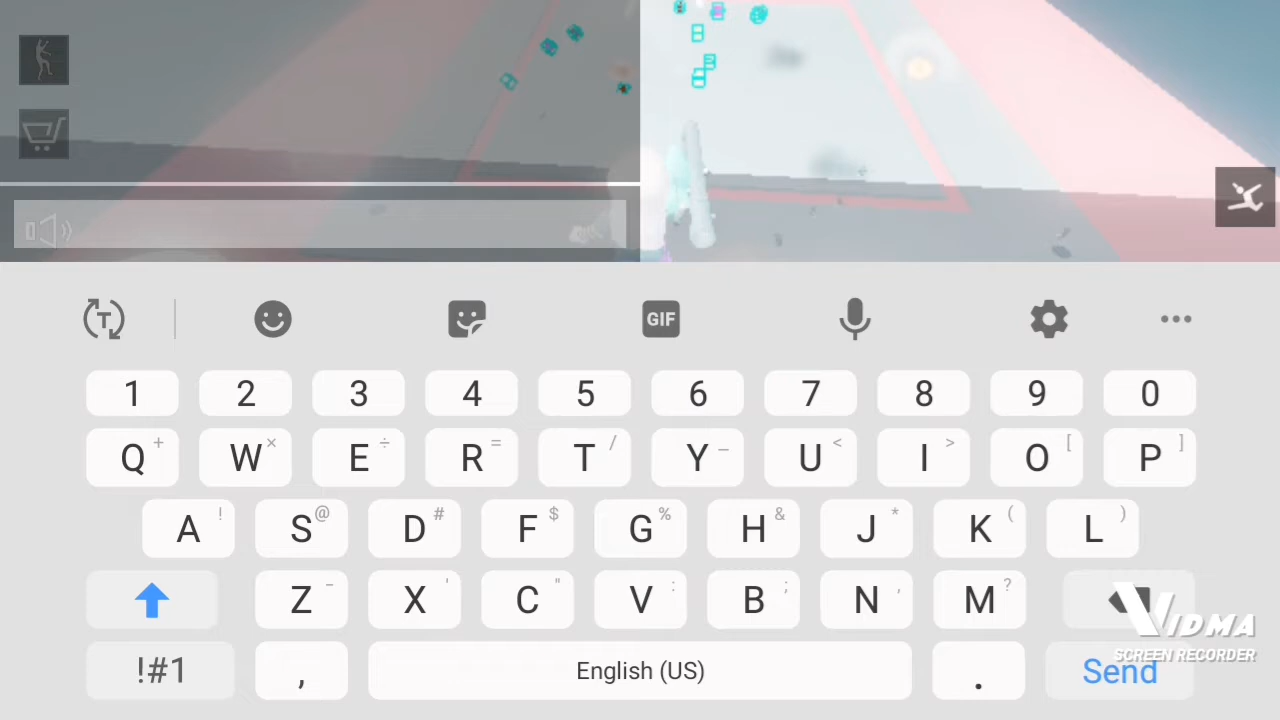 T
GIF
1 2 3 4 5 6 7 8 9 0
Q + W × E ÷ R = T / Y _ U < I > O [ P ]
A ! S @ D # F $ G % H & J * K ( L )
Z - X ' C " V : B ; N , M ?
VIDMA
SCREEN RECORDER
!#1 , English (US) . Send